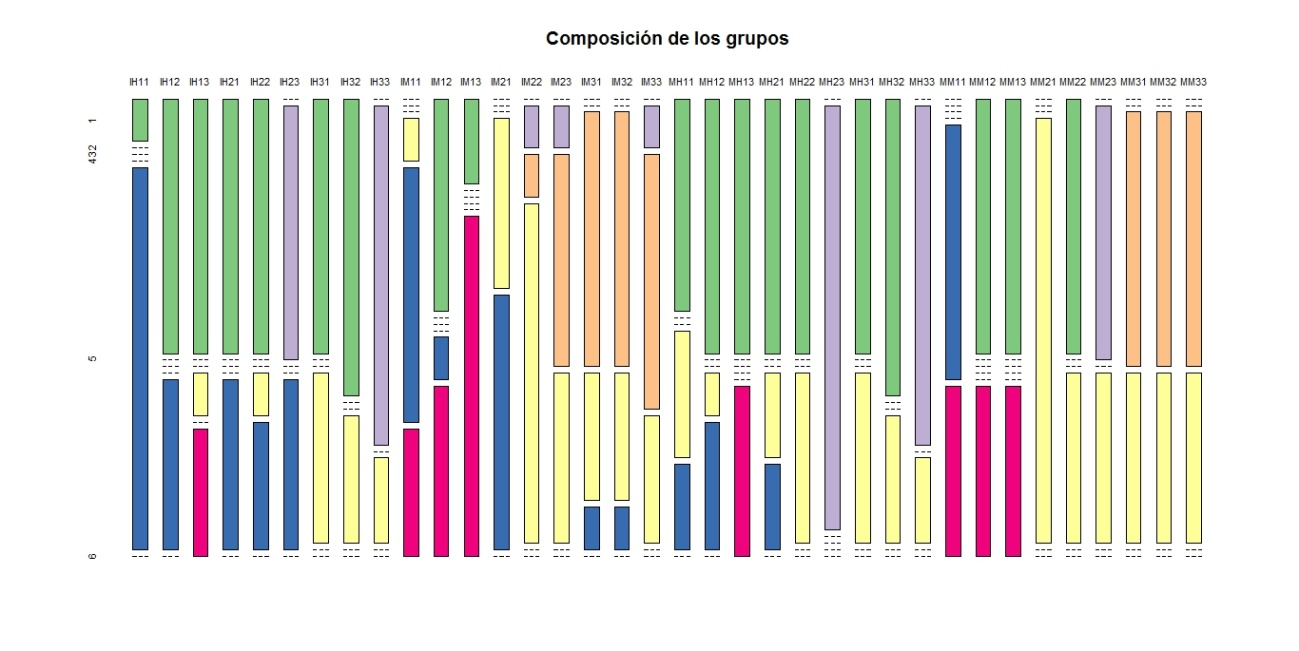 Composición de los grupos
IH11 IH12 IH13 IH21 IH22 IH23 IH31 IH32 IH33 IM11 IM12 IM13 IM21 IM22 IM23 IM31 IM32 IM33 MH11 MH12 MH13 MH21 MH22 MH23 MH31 MH32 MH33 MM11 MM12 MM13 MM21 MM22 MM23 MM31 MM32 MM33
1
432
5
6